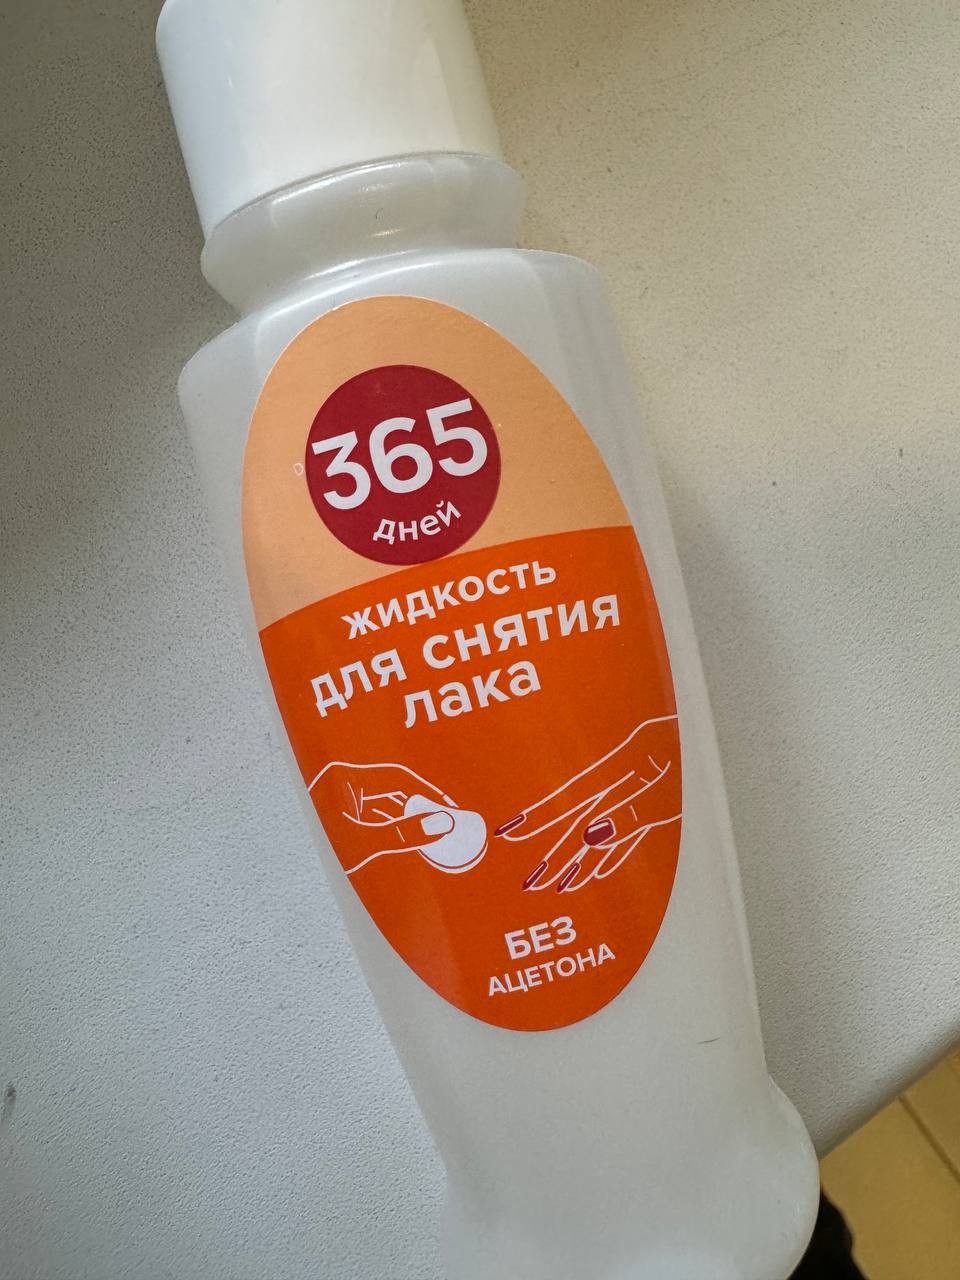 365
дней
жидкость
для снятия
лака
БЕЗ
АЦЕТОНА